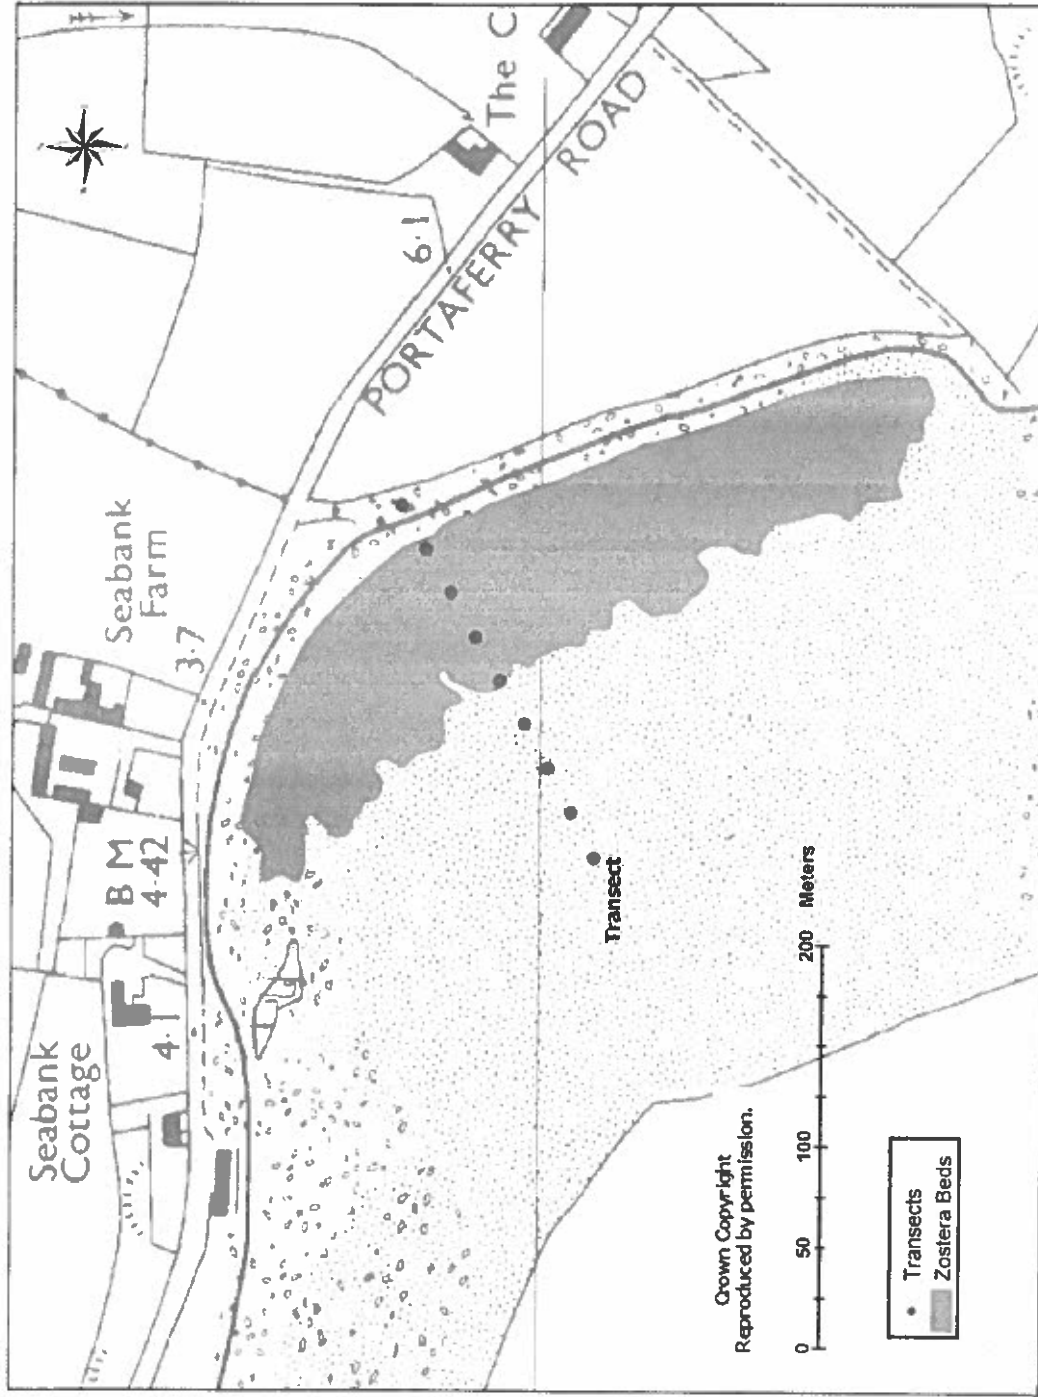 Seabank
Cottage
4·1
B M
4·42
Seabank
Farm
3·7
PORTAFERRY ROAD
6·1
The C
Transect
Crown Copyright
Reproduced by permission.
0 50 100 200 Meters
Transects
Zostera Beds